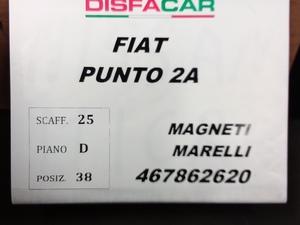 DISFACAR
FIAT
PUNTO 2A
SCAFF. 25
PIANO D
POSIZ. 38
MAGNETI
MARELLI
467862620